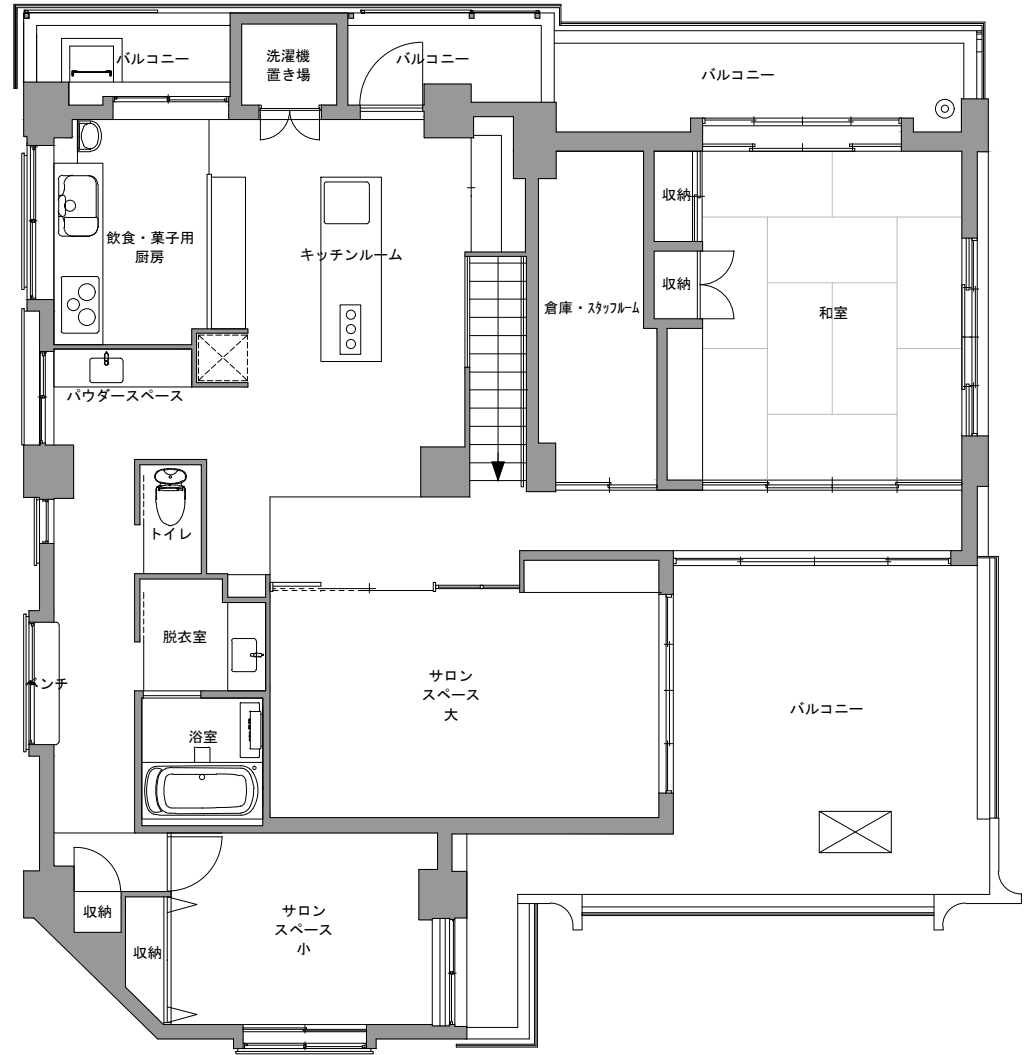 バルコニー
洗濯機
置き場
バルコニー
バルコニー
収納
飲食・菓子用
厨房
キッチンルーム
収納
倉庫・ｽﾀｯﾌﾙｰﾑ
和室
パウダースペース
トイレ
脱衣室
ベンチ
サロン
スペース
大
バルコニー
浴室
収納
サロン
スペース
小
収納